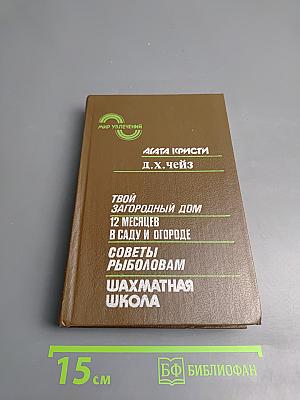 МИР УВЛЕЧЕНИЙ
АГАТА КРИСТИ
Д.Х.ЧЕЙЗ
ТВОЙ
ЗАГОРОДНЫЙ ДОМ
12 МЕСЯЦЕВ
В САДУ И ОГОРОДЕ
СОВЕТЫ
РЫБОЛОВАМ
ШАХМАТНАЯ
ШКОЛА
15 см
БФ БИБЛИОФАН